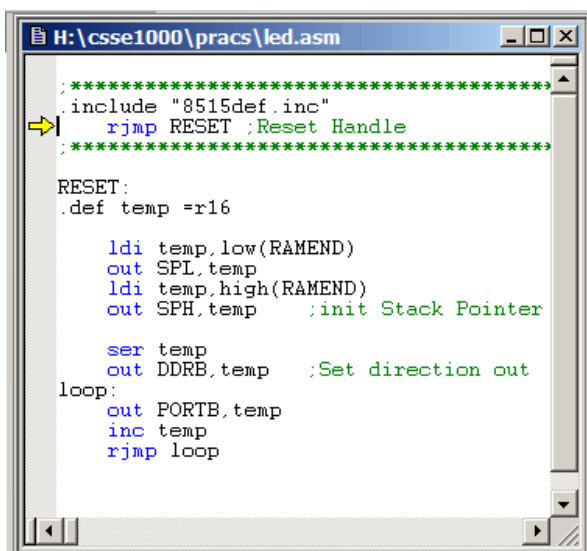 H:\csse1000\pracs\led.asm
;***************************************
.include "8515def.inc"
rjmp RESET ;Reset Handle
;***************************************
RESET:
.def temp =r16
ldi temp,low(RAMEND)
out SPL,temp
ldi temp,high(RAMEND)
out SPH,temp ;init Stack Pointer
ser temp
out DDRB,temp ;Set direction out
loop:
out PORTB,temp
inc temp
rjmp loop